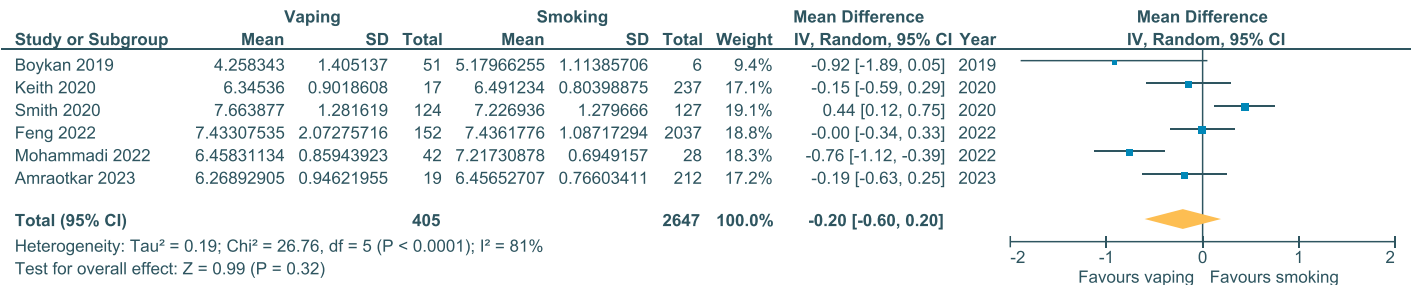 Vaping Smoking Mean Difference Mean Difference
Study or Subgroup Mean SD Total Mean SD Total Weight IV, Random, 95% CI Year IV, Random, 95% CI
Boykan 2019 4.258343 1.405137 51 5.17966255 1.11385706 6 9.4% -0.92 [-1.89, 0.05] 2019
Keith 2020 6.34536 0.9018608 17 6.491234 0.80398875 237 17.1% -0.15 [-0.59, 0.29] 2020
Smith 2020 7.663877 1.281619 124 7.226936 1.279666 127 19.1% 0.44 [0.12, 0.75] 2020
Feng 2022 7.43307535 2.07275716 152 7.4361776 1.08717294 2037 18.8% -0.00 [-0.34, 0.33] 2022
Mohammadi 2022 6.45831134 0.85943923 42 7.21730878 0.6949157 28 18.3% -0.76 [-1.12, -0.39] 2022
Amraotkar 2023 6.26892905 0.94621955 19 6.45652707 0.76603411 212 17.2% -0.19 [-0.63, 0.25] 2023
Total (95% CI) 405 2647 100.0% -0.20 [-0.60, 0.20]
Heterogeneity: Tau² = 0.19; Chi² = 26.76, df = 5 (P < 0.0001); I² = 81%
Test for overall effect: Z = 0.99 (P = 0.32)
-2 -1 0 1 2
Favours vaping Favours smoking